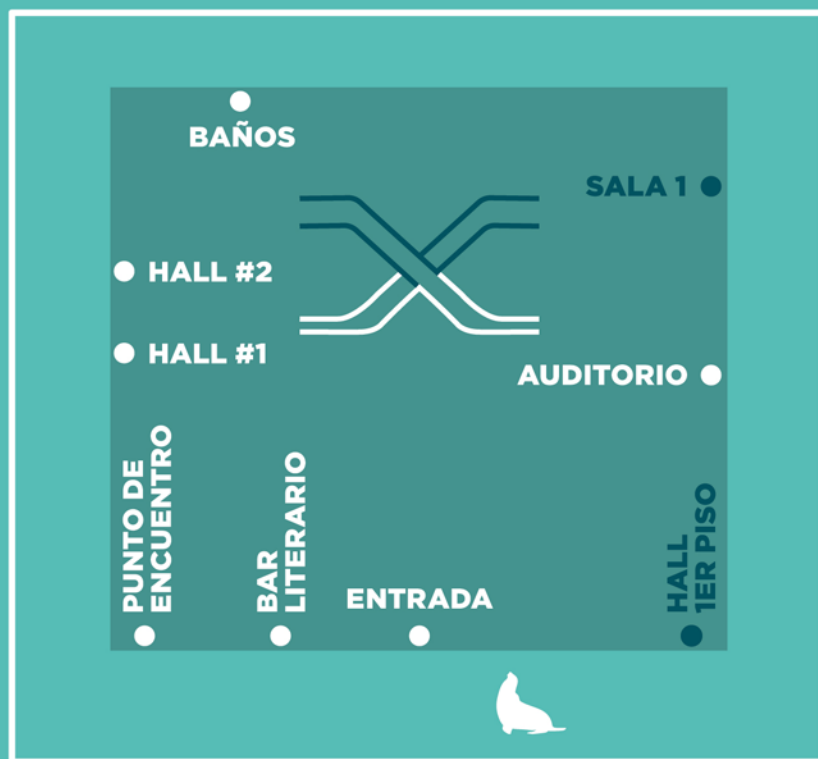 BAÑOS
SALA 1
HALL #2
HALL #1
AUDITORIO
PUNTO DE
ENCUENTRO
BAR
LITERARIO
ENTRADA
HALL
1ER PISO